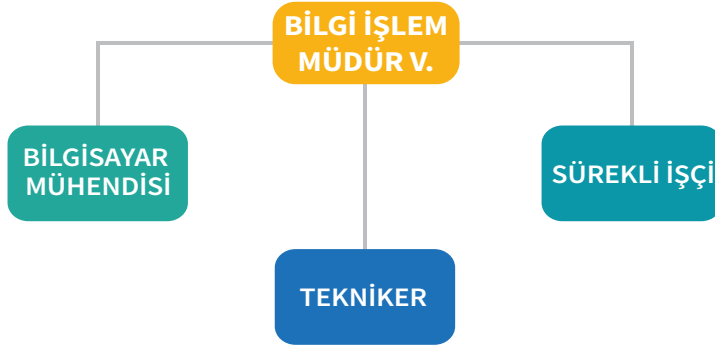 BİLGİ İŞLEM
MÜDÜR V.
BİLGİSAYAR
MÜHENDİSİ
SÜREKLİ İŞÇİ
TEKNİKER